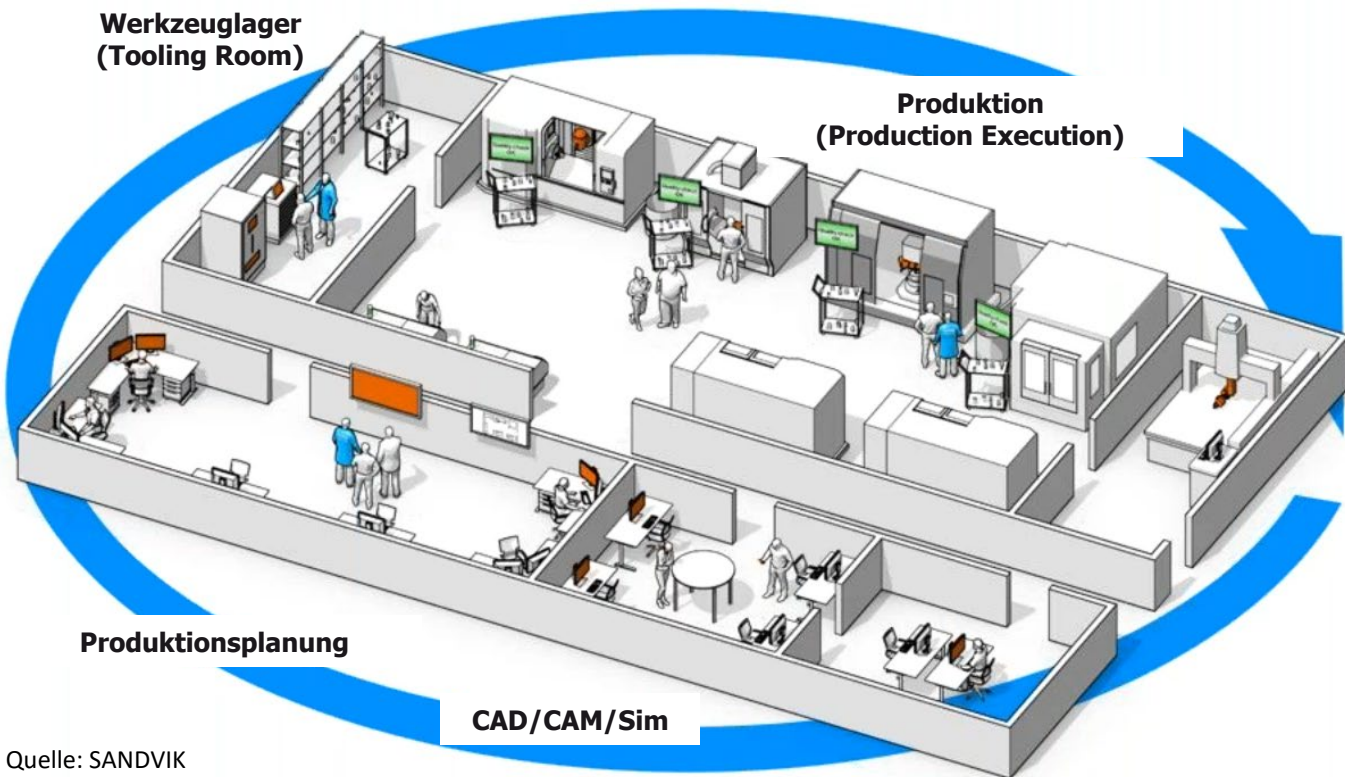 Werkzeuglager
(Tooling Room)
Produktion
(Production Execution)
Produktionsplanung
CAD/CAM/Sim
Quelle: SANDVIK